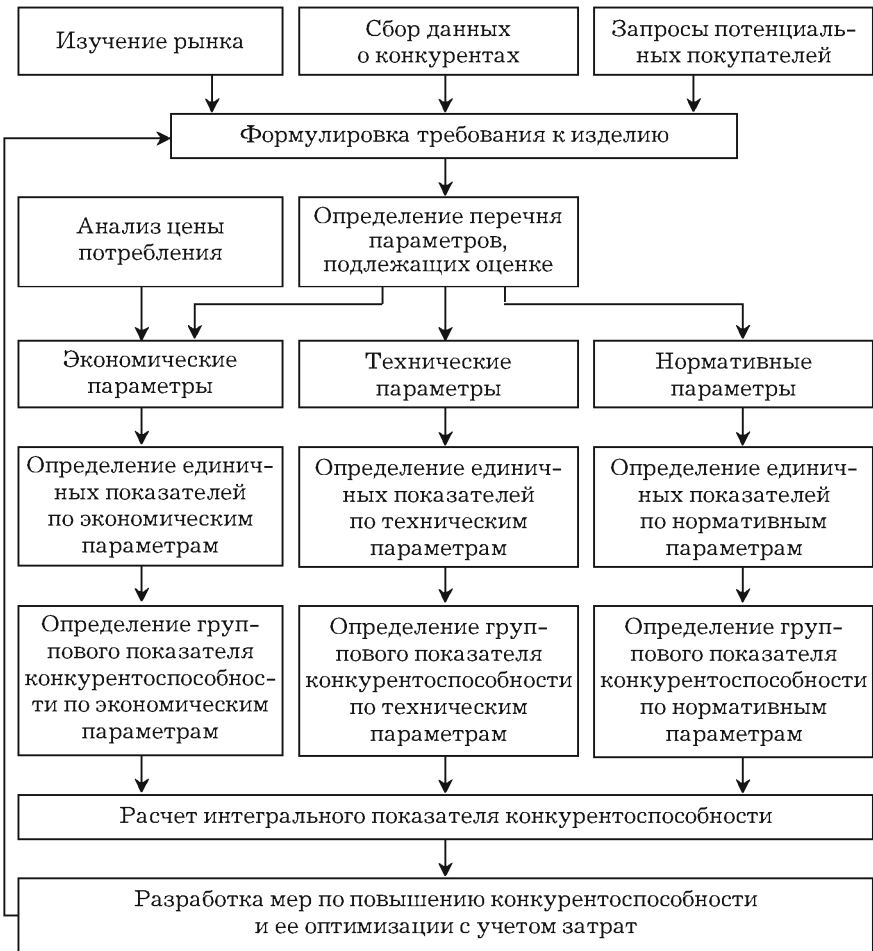 Изучение рынка
Сбор данных
о конкурентах
Запросы потенциаль-
ных покупателей
Формулировка требования к изделию
Анализ цены
потребления
Определение перечня
параметров,
подлежащих оценке
Экономические
параметры
Технические
параметры
Нормативные
параметры
Определение единич-
ных показателей
по экономическим
параметрам
Определение единич-
ных показателей
по техническим
параметрам
Определение единич-
ных показателей
по нормативным
параметрам
Определение груп-
пового показателя
конкурентоспособнос-
ти по экономическим
параметрам
Определение груп-
пового показателя
конкурентоспособности
по техническим
параметрам
Определение груп-
пового показателя
конкурентоспособности
по нормативным
параметрам
Расчет интегрального показателя конкурентоспособности
Разработка мер по повышению конкурентоспособности
и ее оптимизации с учетом затрат